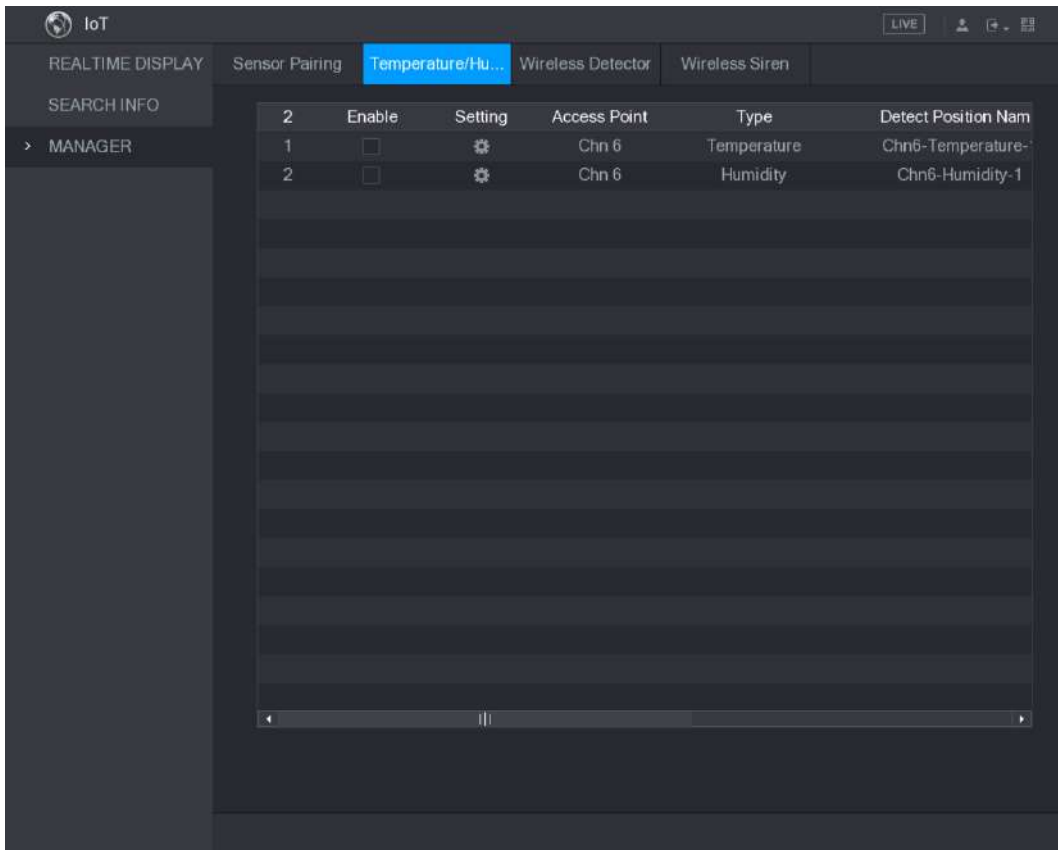 IoT LIVE
REALTIME DISPLAY
SEARCH INFO
MANAGER
Sensor Pairing Temperature/Hu... Wireless Detector Wireless Siren
2 Enable Setting Access Point Type Detect Position Nam
1 Chn 6 Temperature Chn6-Temperature-1
2 Chn 6 Humidity Chn6-Humidity-1